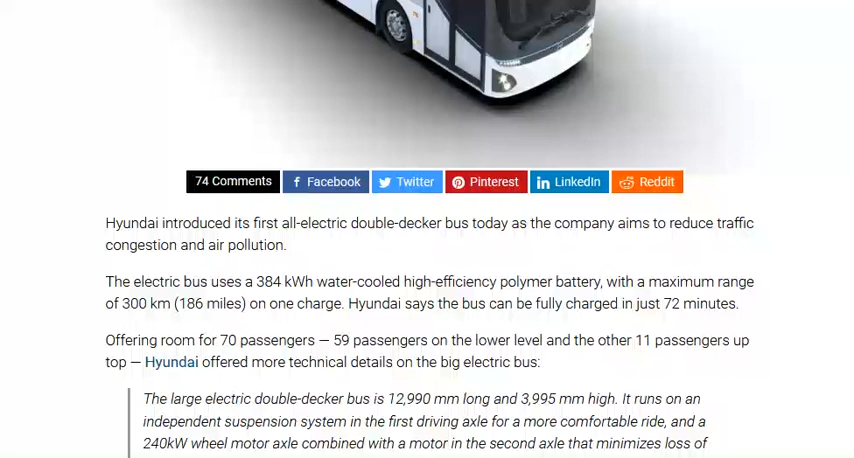 74 Comments
Facebook
Twitter
Pinterest
LinkedIn
Reddit
Hyundai introduced its first all-electric double-decker bus today as the company aims to reduce traffic
congestion and air pollution.
The electric bus uses a 384 kWh water-cooled high-efficiency polymer battery, with a maximum range
of 300 km (186 miles) on one charge. Hyundai says the bus can be fully charged in just 72 minutes.
Offering room for 70 passengers — 59 passengers on the lower level and the other 11 passengers up
top — Hyundai offered more technical details on the big electric bus:
The large electric double-decker bus is 12,990 mm long and 3,995 mm high. It runs on an
independent suspension system in the first driving axle for a more comfortable ride, and a
240kW wheel motor axle combined with a motor in the second axle that minimizes loss of